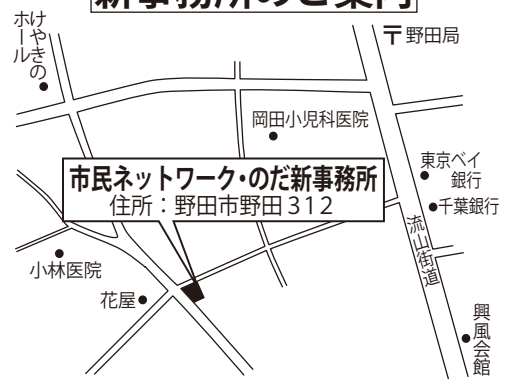 新事務所のご案内
けやきの
ホール
〒野田局
岡田小児科医院
東京ベイ
銀行
市民ネットワーク・のだ新事務所
住所：野田市野田312
千葉銀行
流山街道
小林医院
花屋
興風会館